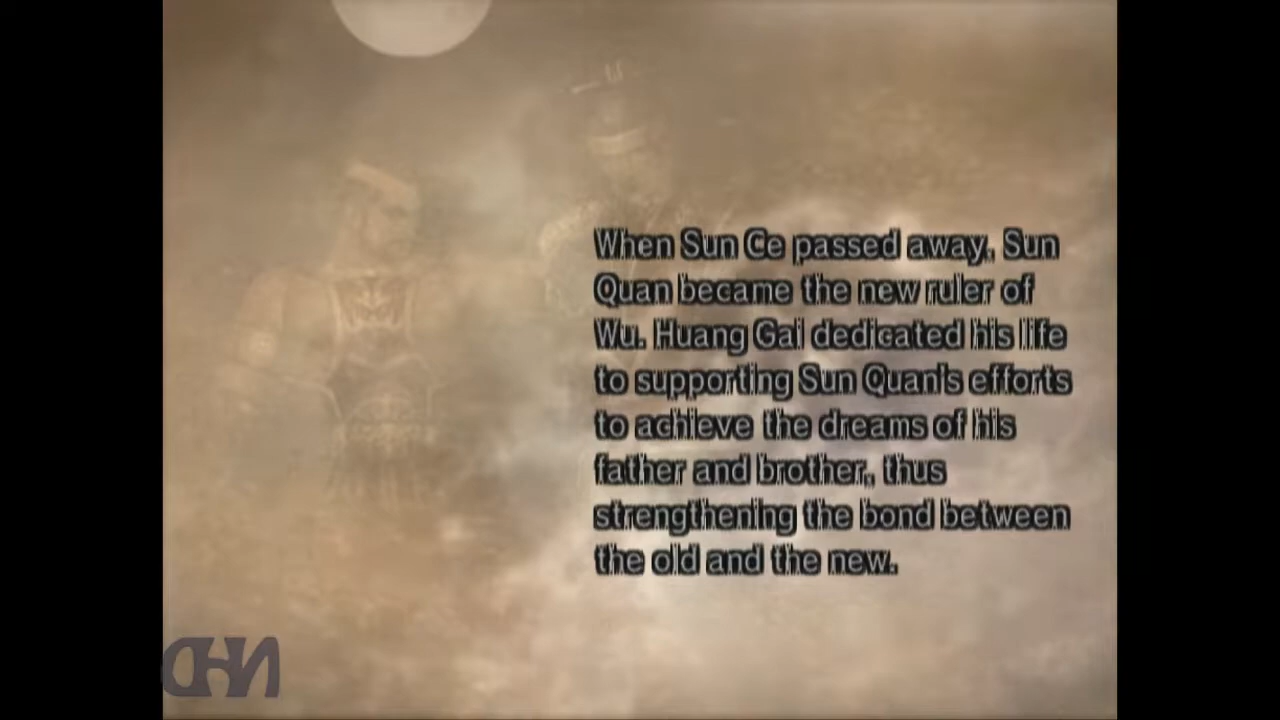 When Sun Ce passed away, Sun
Quan became the new ruler of
Wu. Huang Gai dedicated his life
to supporting Sun Quan's efforts
to achieve the dreams of his
father and brother, thus
strengthening the bond between
the old and the new.